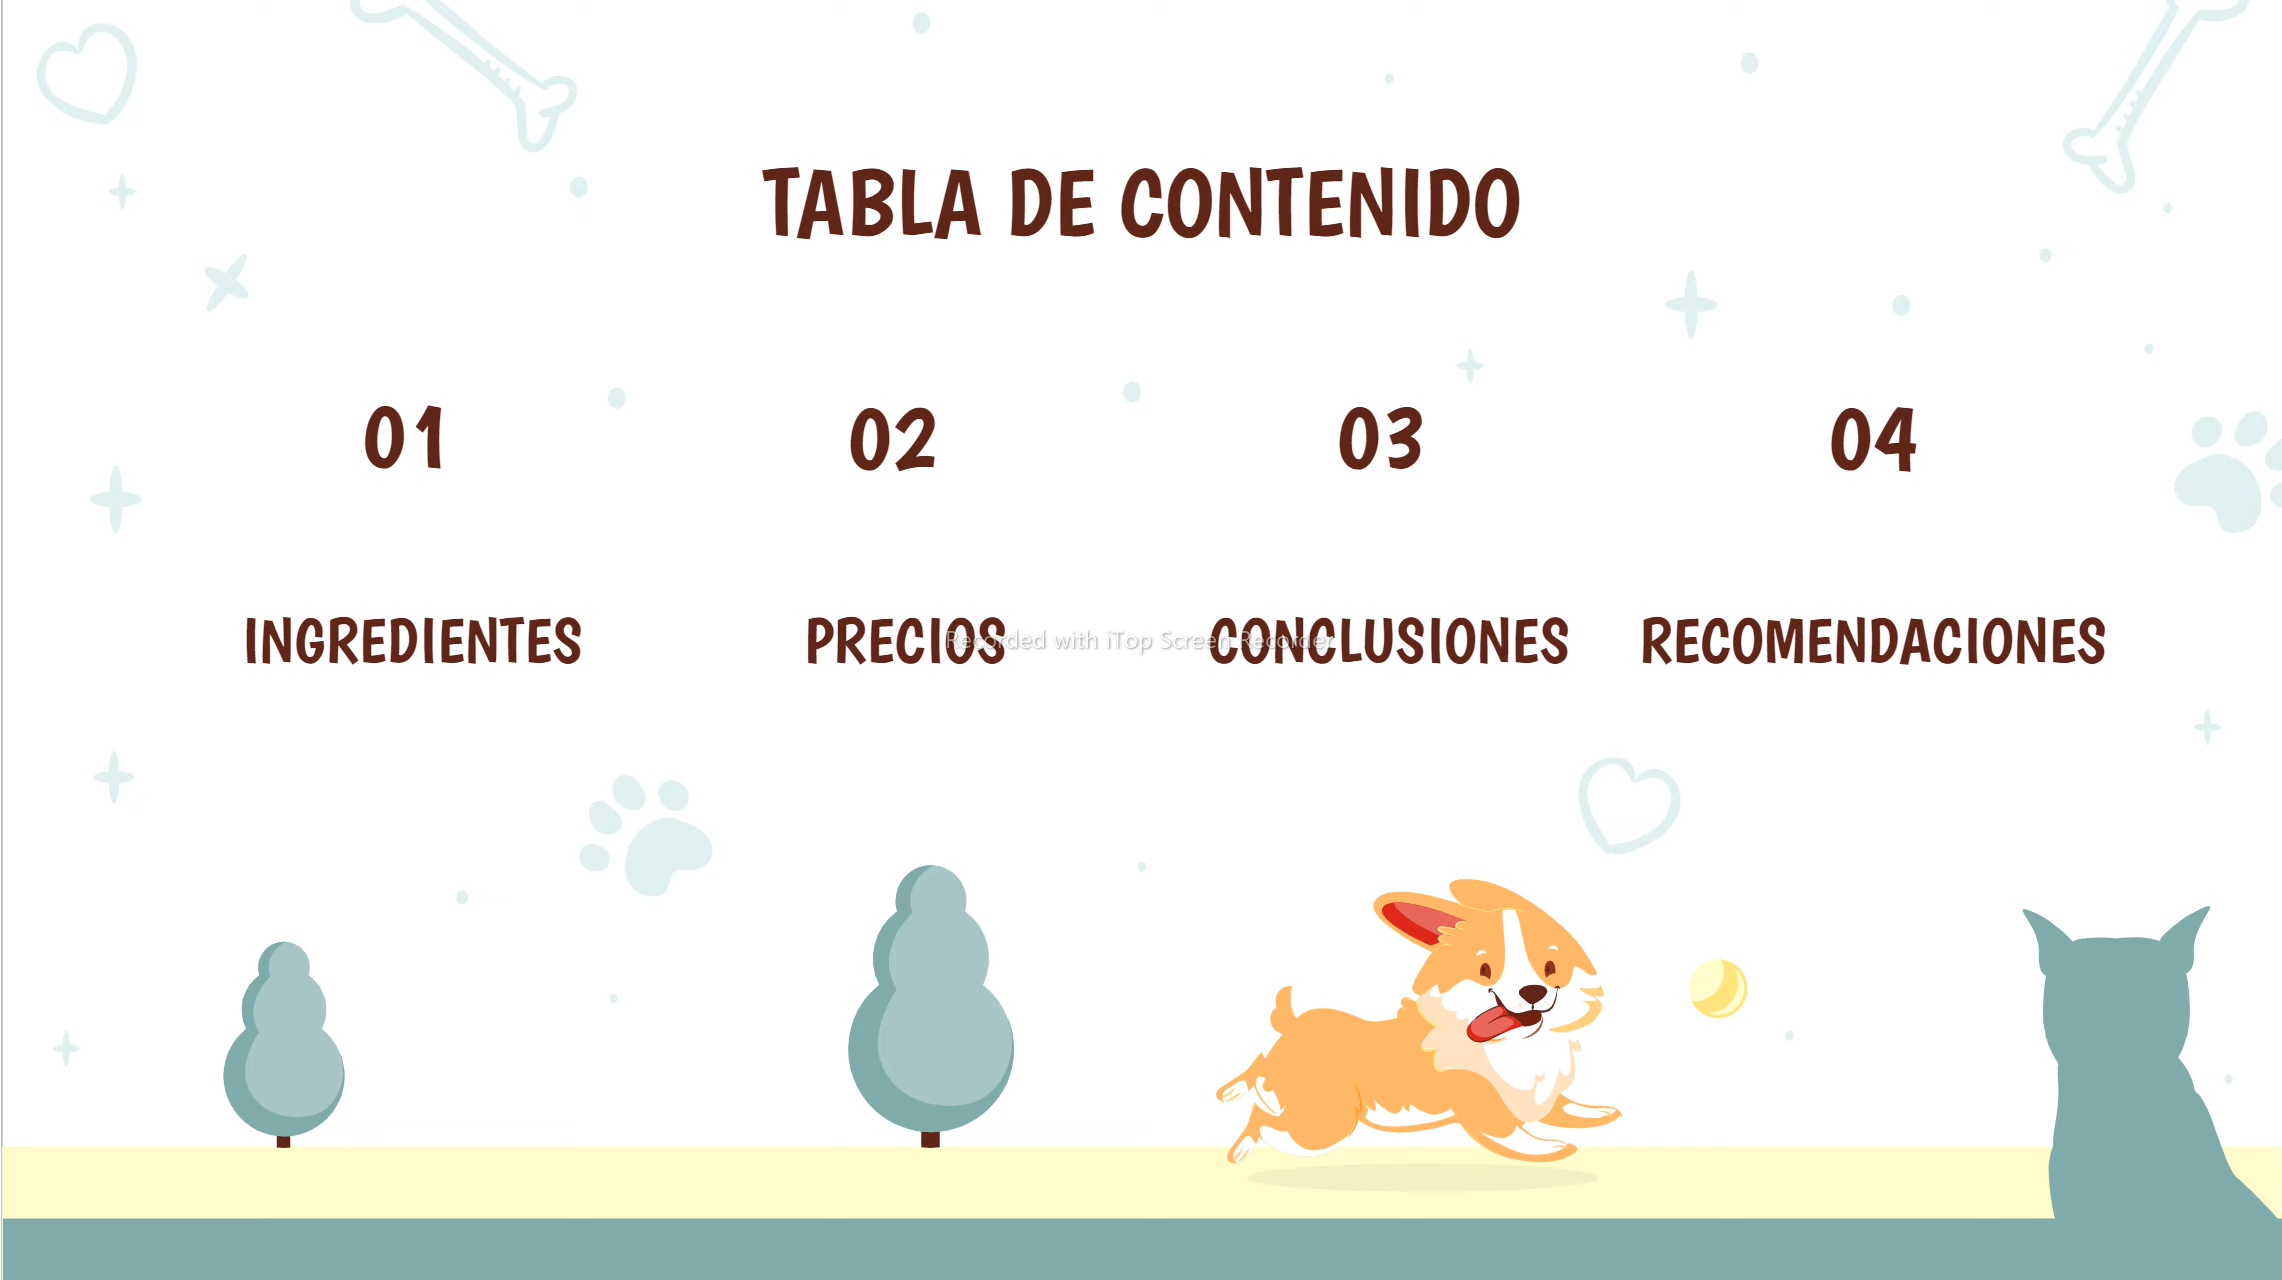 TABLA DE CONTENIDO
01 02 03 04
INGREDIENTES PRECIOS CONCLUSIONES RECOMENDACIONES
Recorded with iTop Screen Recorder